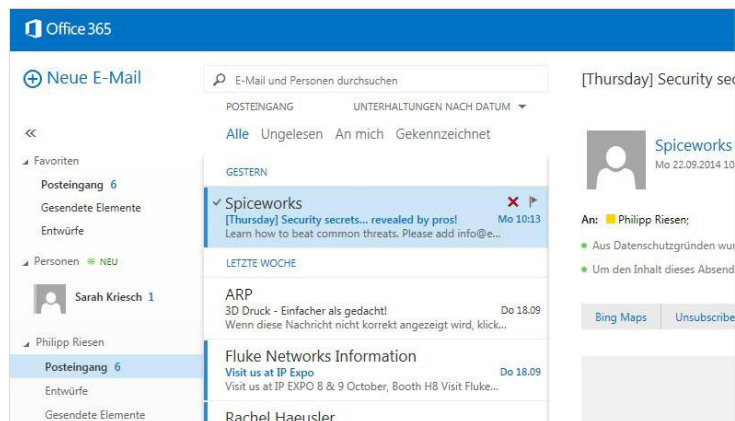 Office 365
Neue E-Mail
«
Favoriten
Posteingang 6
Gesendete Elemente
Entwürfe
Personen ✳ NEU
Sarah Kriesch 1
Philipp Riesen
Posteingang 6
Entwürfe
Gesendete Elemente
E-Mail und Personen durchsuchen
POSTEINGANG UNTERHALTUNGEN NACH DATUM
Alle Ungelesen An mich Gekennzeichnet
GESTERN
Spiceworks
[Thursday] Security secrets... revealed by pros! Mo 10:13
Learn how to beat common threats. Please add info@e...
LETZTE WOCHE
ARP
3D Druck - Einfacher als gedacht! Do 18.09
Wenn diese Nachricht nicht korrekt angezeigt wird, klick...
Fluke Networks Information
Visit us at IP Expo Do 18.09
Visit us at IP EXPO 8 & 9 October, Booth H8 Visit Fluke...
Rachel Haeusler
[Thursday] Security sec
Spiceworks
Mo 22.09.2014 10
An: Philipp Riesen;
Aus Datenschutzgründen wur
Um den Inhalt dieses Absend
Bing Maps Unsubscribe